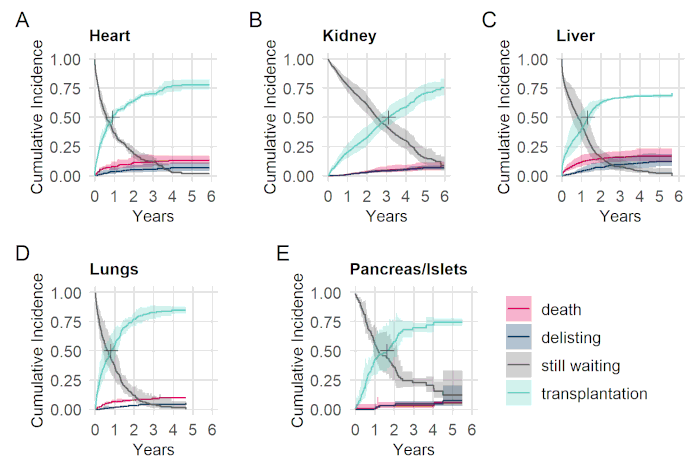 A
Heart
Cumulative Incidence
1.00
0.75
0.50
0.25
0.00
0 1 2 3 4 5 6
Years
B
Kidney
Cumulative Incidence
1.00
0.75
0.50
0.25
0.00
0 1 2 3 4 5 6
Years
C
Liver
Cumulative Incidence
1.00
0.75
0.50
0.25
0.00
0 1 2 3 4 5 6
Years
D
Lungs
Cumulative Incidence
1.00
0.75
0.50
0.25
0.00
0 1 2 3 4 5 6
Years
E
Pancreas/Islets
Cumulative Incidence
1.00
0.75
0.50
0.25
0.00
0 1 2 3 4 5 6
Years
death
delisting
still waiting
transplantation